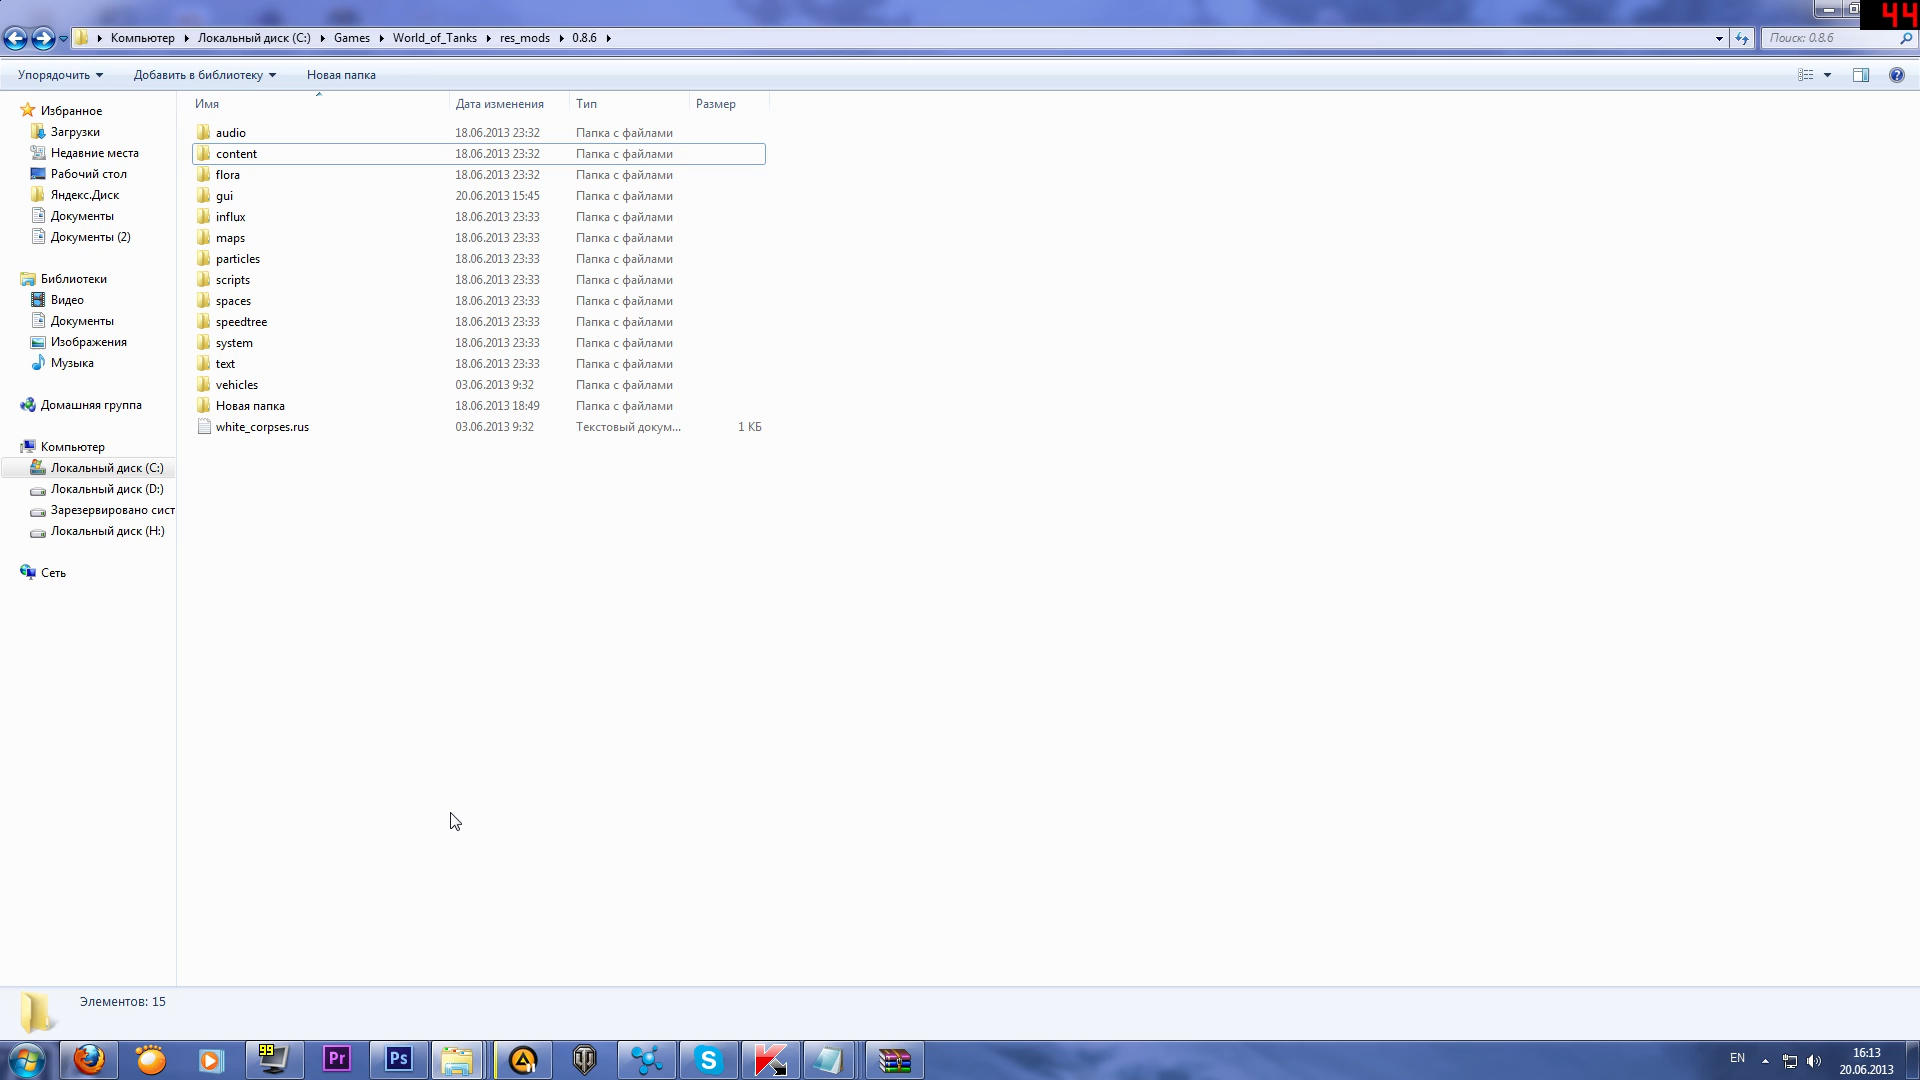 44
Компьютер Локальный диск (C:) Games World_of_Tanks res_mods 0.8.6
Поиск: 0.8.6
Упорядочить Добавить в библиотеку Новая папка
Имя Дата изменения Тип Размер
Избранное
Загрузки
Недавние места
Рабочий стол
Яндекс.Диск
Документы
Документы (2)
Библиотеки
Видео
Документы
Изображения
Музыка
Домашняя группа
Компьютер
Локальный диск (C:)
Локальный диск (D:)
Зарезервировано сист
Локальный диск (H:)
Сеть
audio 18.06.2013 23:32 Папка с файлами
content 18.06.2013 23:32 Папка с файлами
flora 18.06.2013 23:32 Папка с файлами
gui 20.06.2013 15:45 Папка с файлами
influx 18.06.2013 23:33 Папка с файлами
maps 18.06.2013 23:33 Папка с файлами
particles 18.06.2013 23:33 Папка с файлами
scripts 18.06.2013 23:33 Папка с файлами
spaces 18.06.2013 23:33 Папка с файлами
speedtree 18.06.2013 23:33 Папка с файлами
system 18.06.2013 23:33 Папка с файлами
text 18.06.2013 23:33 Папка с файлами
vehicles 03.06.2013 9:32 Папка с файлами
Новая папка 18.06.2013 18:49 Папка с файлами
white_corpses.rus 03.06.2013 9:32 Текстовый докум... 1 КБ
Элементов: 15
99
Pr
Ps
S
EN
16:13
20.06.2013